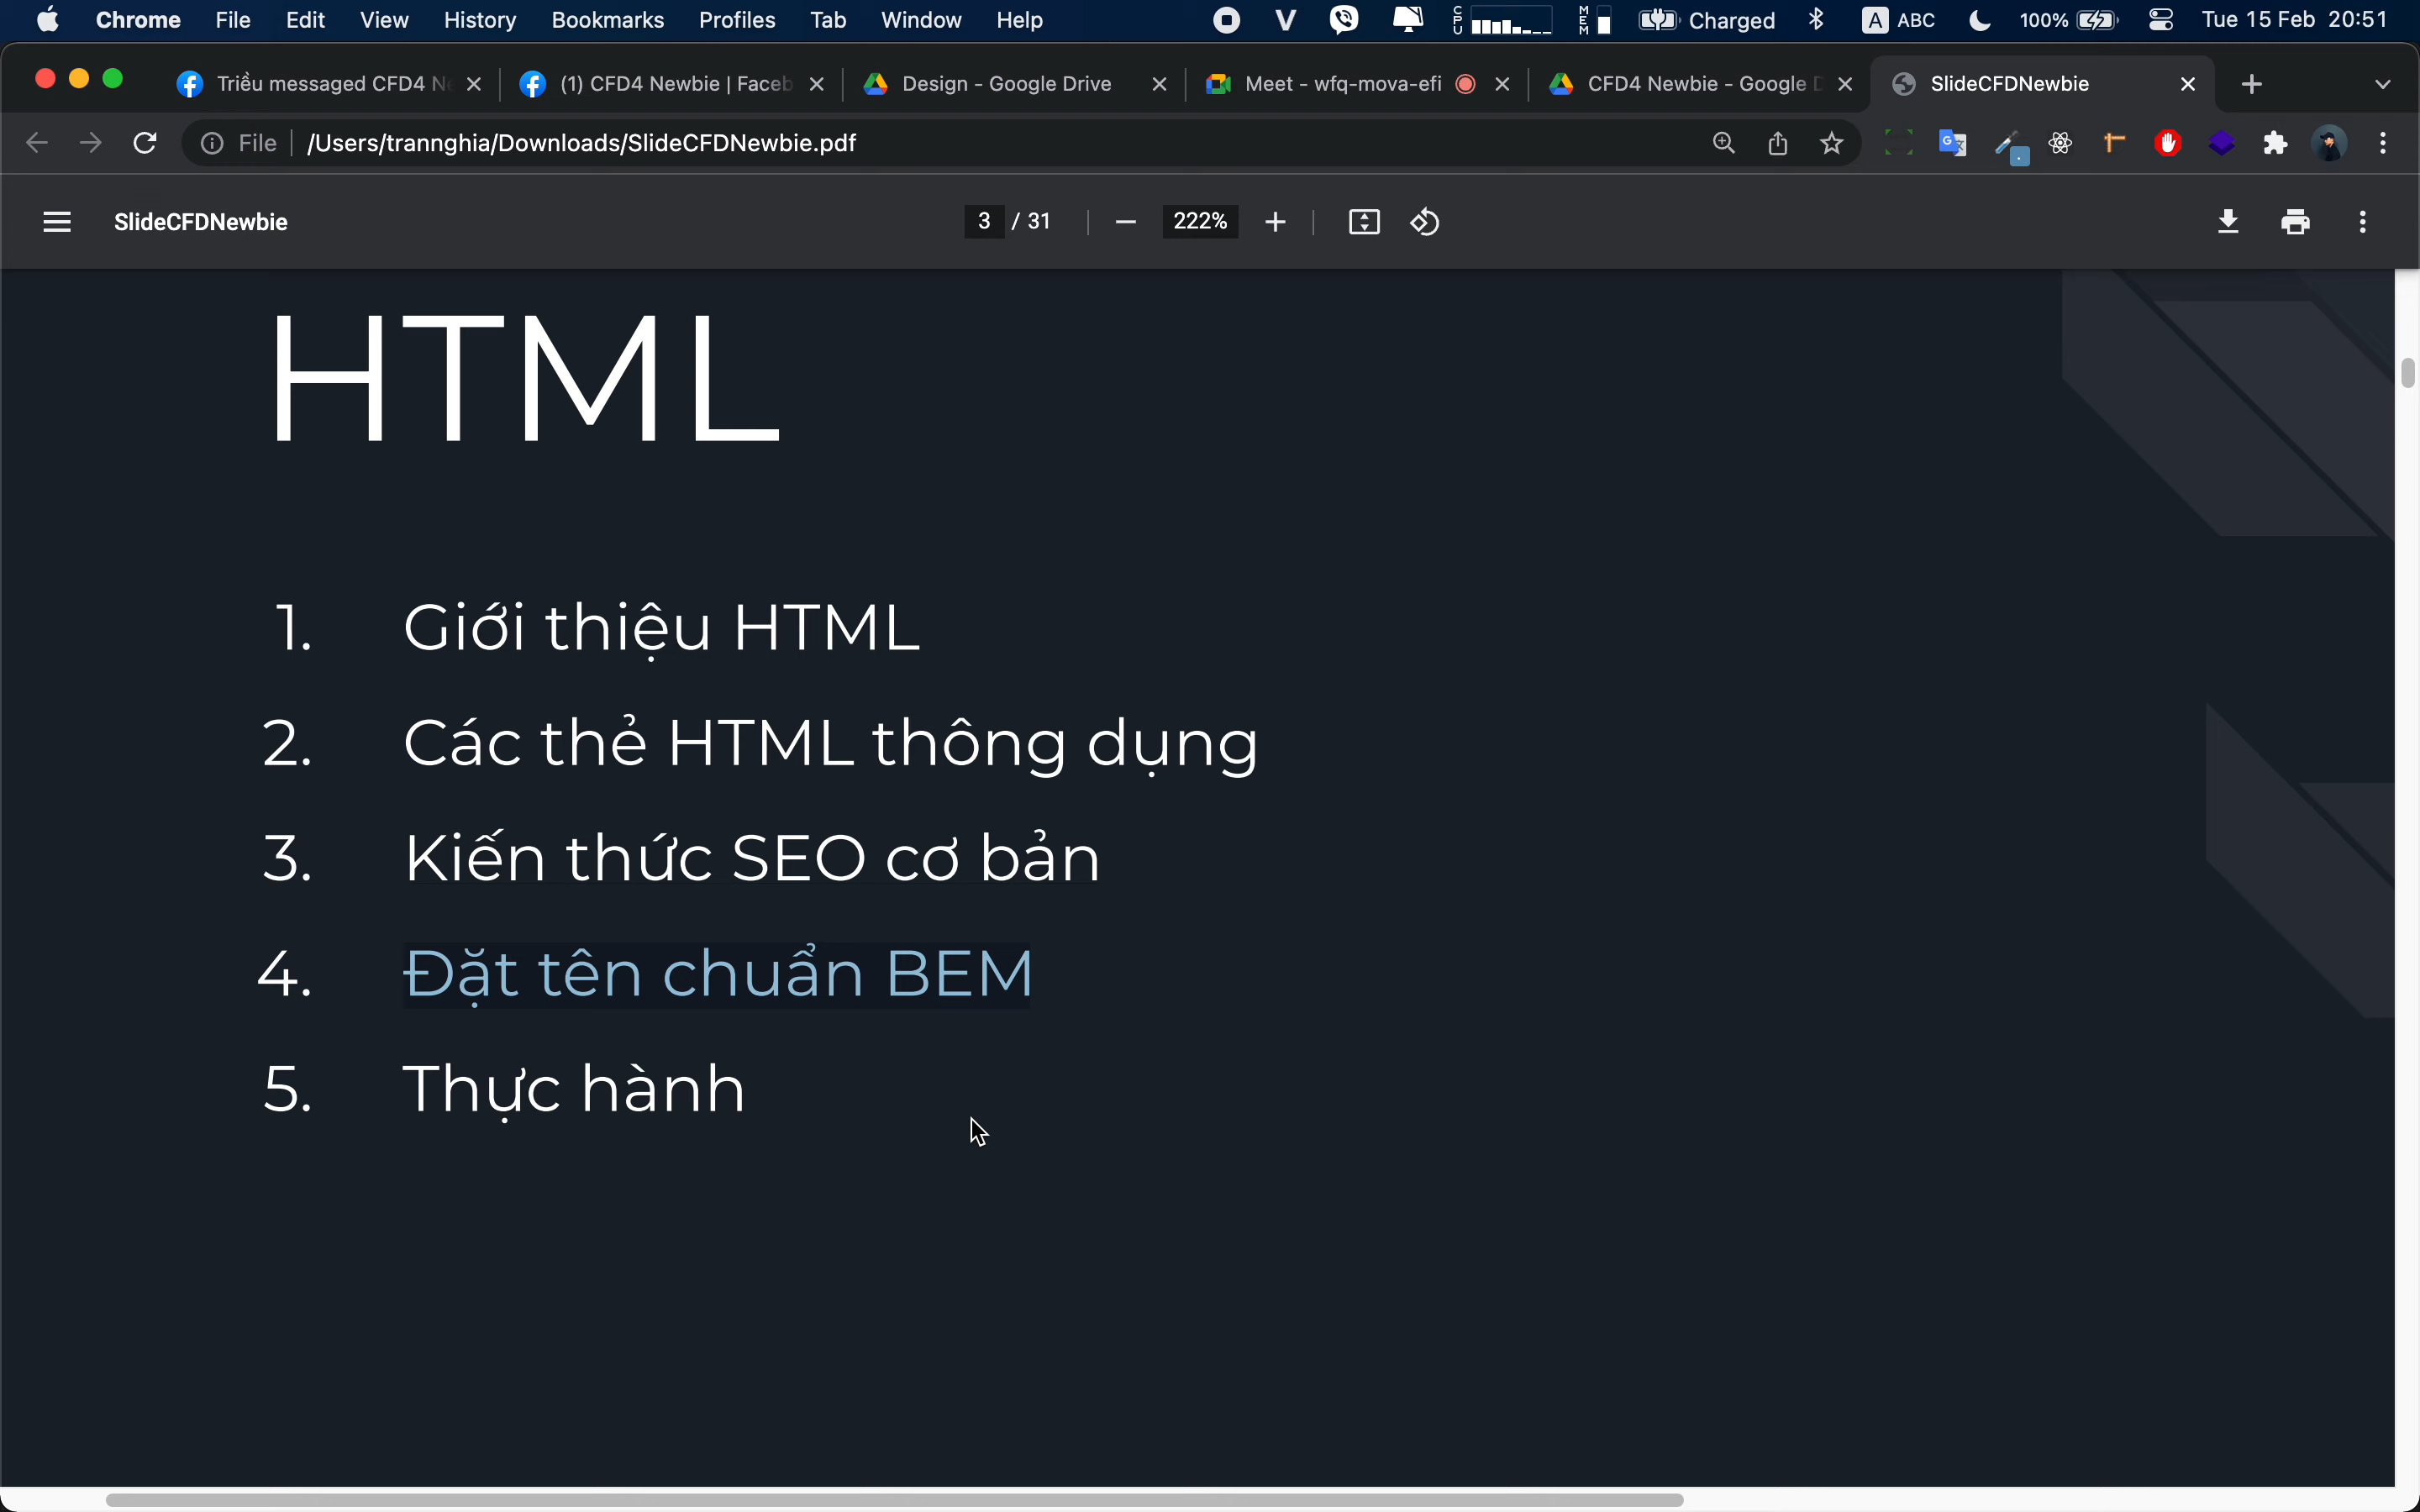 Chrome File Edit View History Bookmarks Profiles Tab Window Help CPU MEM Charged A ABC 100% Tue 15 Feb 20:51
Triều messaged CFD4 (1) CFD4 Newbie | Faceb Design - Google Drive Meet - wfq-mova-efi CFD4 Newbie - Google SlideCFDNewbie
File /Users/trannghia/Downloads/SlideCFDNewbie.pdf
SlideCFDNewbie 3 / 31 222%
HTML
1. Giới thiệu HTML
2. Các thẻ HTML thông dụng
3. Kiến thức SEO cơ bản
4. Đặt tên chuẩn BEM
5. Thực hành